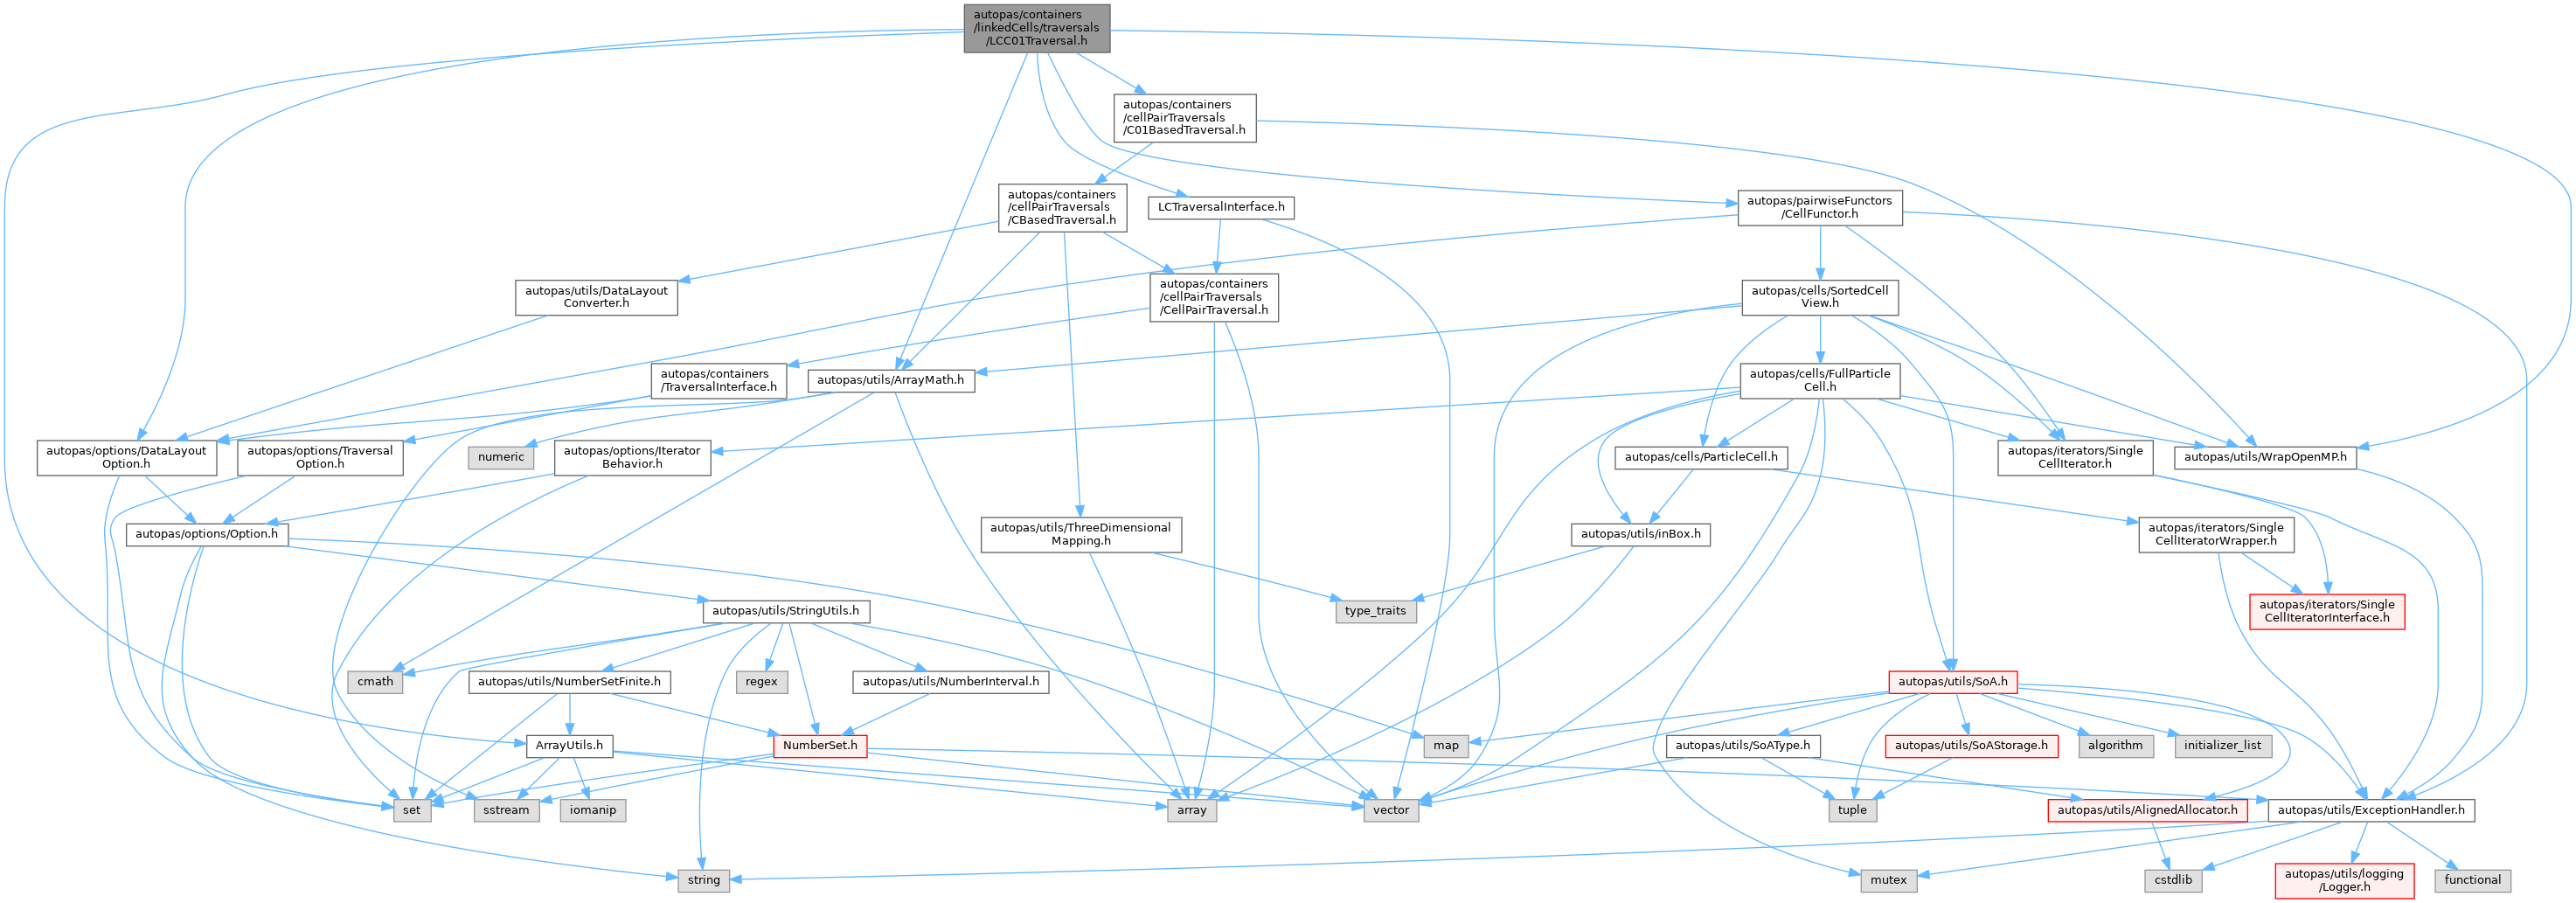 autopas/containers
/linkedCells/traversals
/LCC01Traversal.h
autopas/containers
/cellPairTraversals
/C01BasedTraversal.h
autopas/containers
/cellPairTraversals
/CBasedTraversal.h
LCTraversalInterface.h
autopas/pairwiseFunctors
/CellFunctor.h
autopas/utils/DataLayout
Converter.h
autopas/containers
/cellPairTraversals
/CellPairTraversal.h
autopas/cells/SortedCell
View.h
autopas/containers
/TraversalInterface.h
autopas/utils/ArrayMath.h
autopas/cells/FullParticle
Cell.h
autopas/options/DataLayout
Option.h
autopas/options/Traversal
Option.h
numeric
autopas/options/Iterator
Behavior.h
autopas/cells/ParticleCell.h
autopas/iterators/Single
CellIterator.h
autopas/utils/WrapOpenMP.h
autopas/options/Option.h
autopas/utils/ThreeDimensional
Mapping.h
autopas/utils/inBox.h
autopas/iterators/Single
CellIteratorWrapper.h
autopas/utils/StringUtils.h
type_traits
autopas/iterators/Single
CellIteratorInterface.h
cmath
autopas/utils/NumberSetFinite.h
regex
autopas/utils/NumberInterval.h
autopas/utils/SoA.h
ArrayUtils.h
NumberSet.h
map
autopas/utils/SoAType.h
autopas/utils/SoAStorage.h
algorithm
initializer_list
set
sstream
iomanip
array
vector
tuple
autopas/utils/AlignedAllocator.h
autopas/utils/ExceptionHandler.h
string
mutex
cstdlib
autopas/utils/logging
/Logger.h
functional